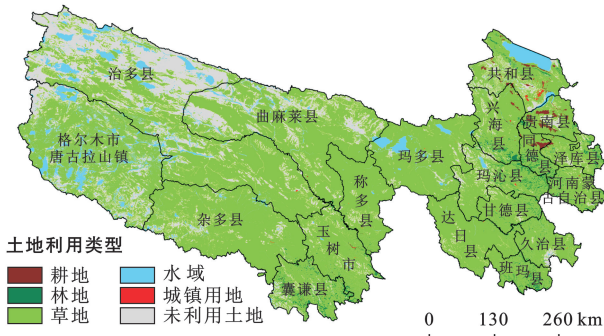 共和县
治多县
兴海县
贵南县
同德县
曲麻莱县
泽库县
格尔木市
唐古拉山镇
玛多县
玛沁县
河南蒙古自治县
称多县
甘德县
杂多县
达日县
玉树市
久治县
班玛县
囊谦县
土地利用类型
耕地 水域
林地 城镇用地
草地 未利用土地
0 130 260 km